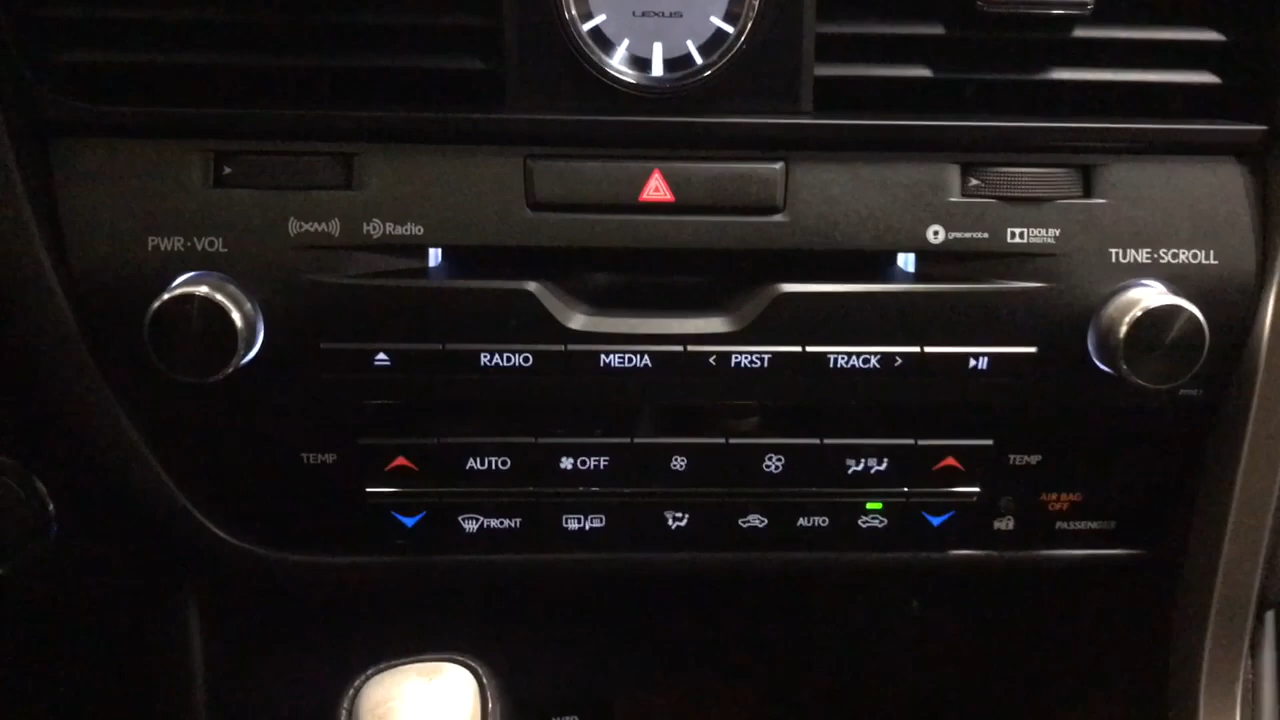 LEXUS
XM
HD Radio
gracenote
DOLBY
DIGITAL
PWR·VOL
TUNE·SCROLL
RADIO
MEDIA
< PRST
TRACK >
TEMP
AUTO
OFF
TEMP
FRONT
AUTO
AIR BAG
OFF
PASSENGER